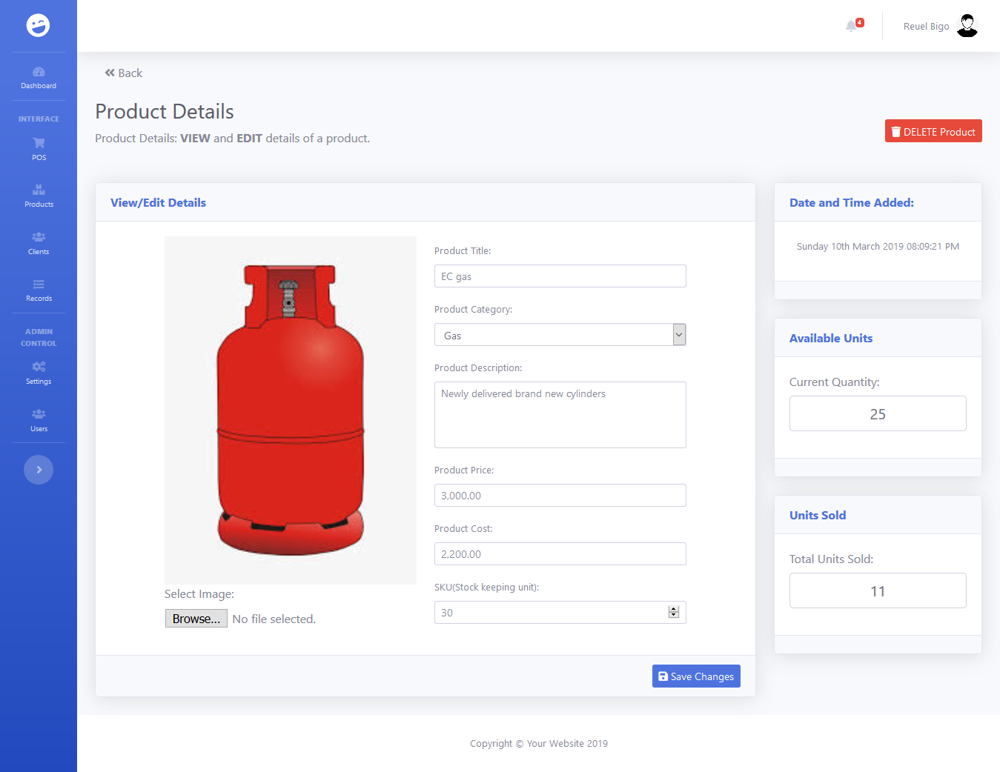 4
Reuel Bigo
Dashboard
INTERFACE
POS
Products
Clients
Records
ADMIN
CONTROL
Settings
Users
Back
Product Details
Product Details: VIEW and EDIT details of a product.
DELETE Product
View/Edit Details
Select Image:
Browse... No file selected.
Product Title:
EC gas
Product Category:
Gas
Product Description:
Newly delivered brand new cylinders
Product Price:
3,000.00
Product Cost:
2,200.00
SKU(Stock keeping unit):
30
Save Changes
Date and Time Added:
Sunday 10th March 2019 08:09:21 PM
Available Units
Current Quantity:
25
Units Sold
Total Units Sold:
11
Copyright © Your Website 2019